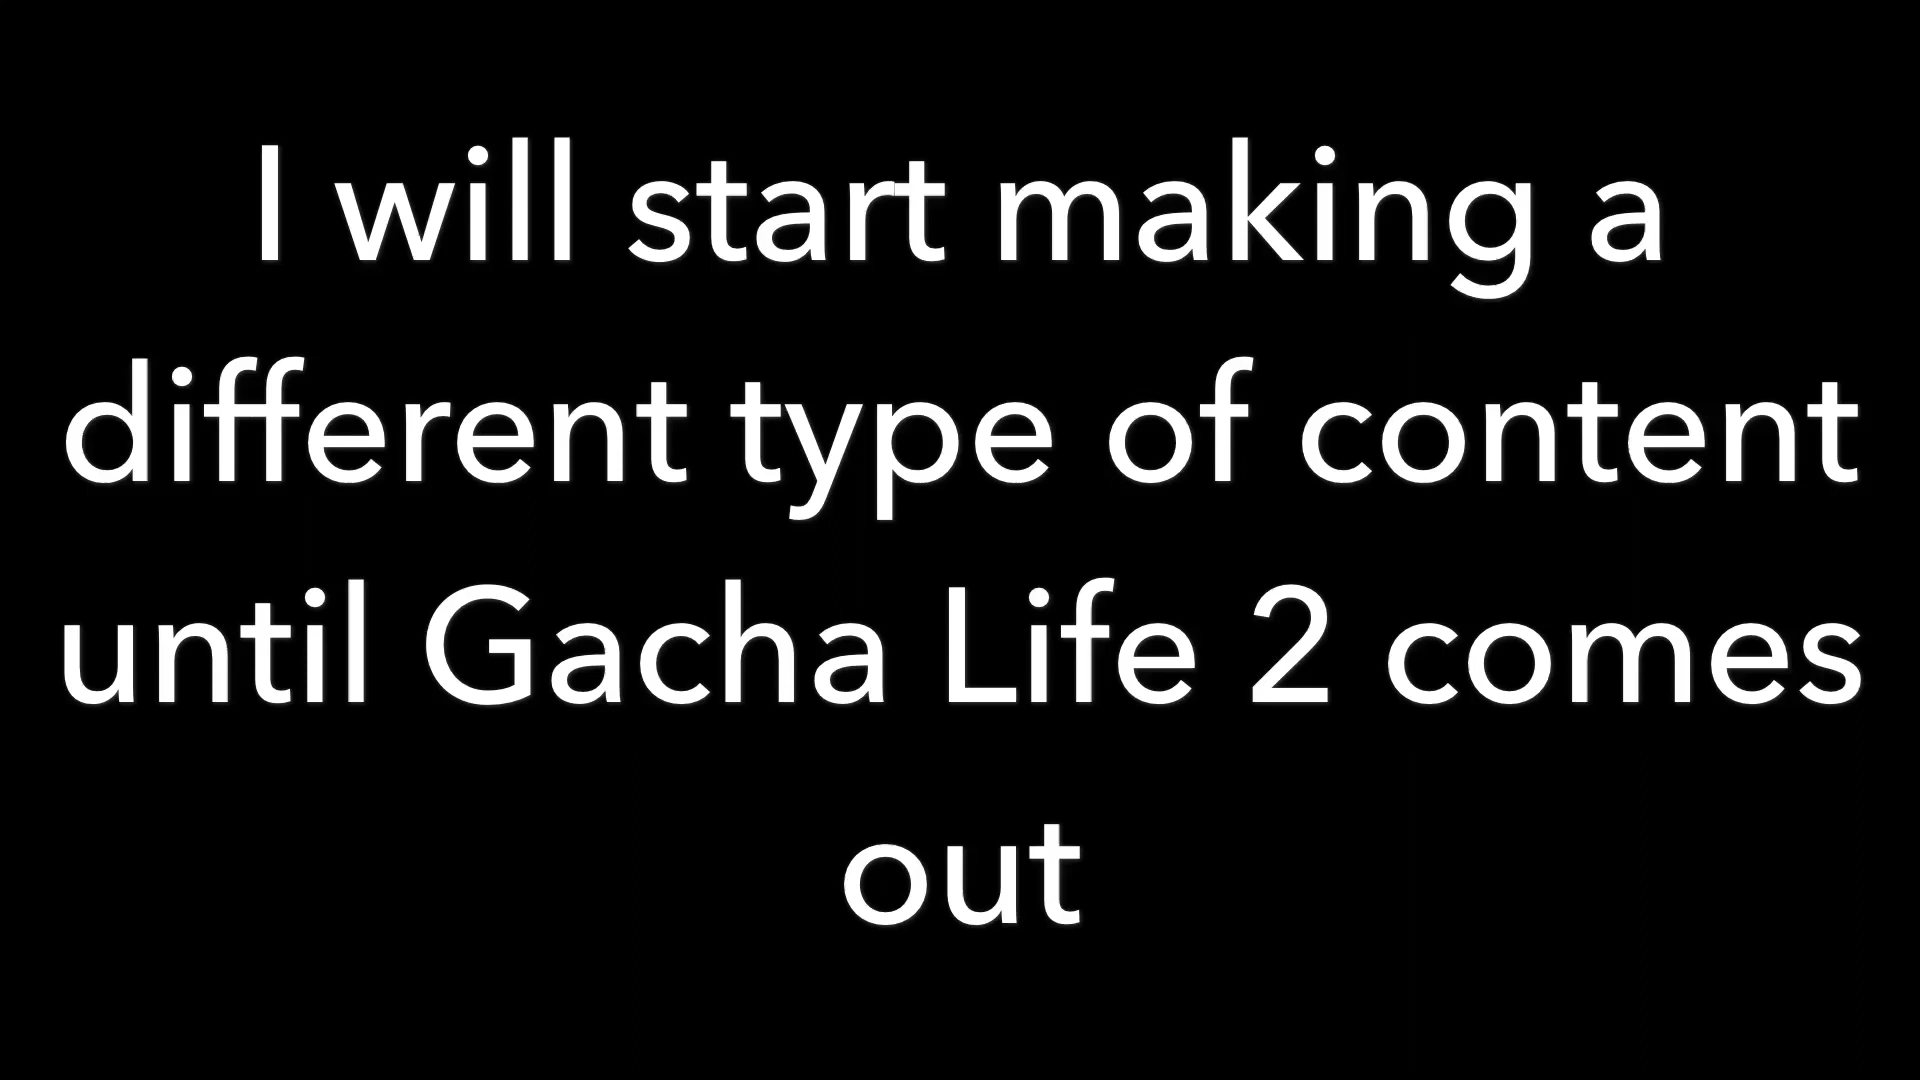 I will start making a
different type of content
until Gacha Life 2 comes
out